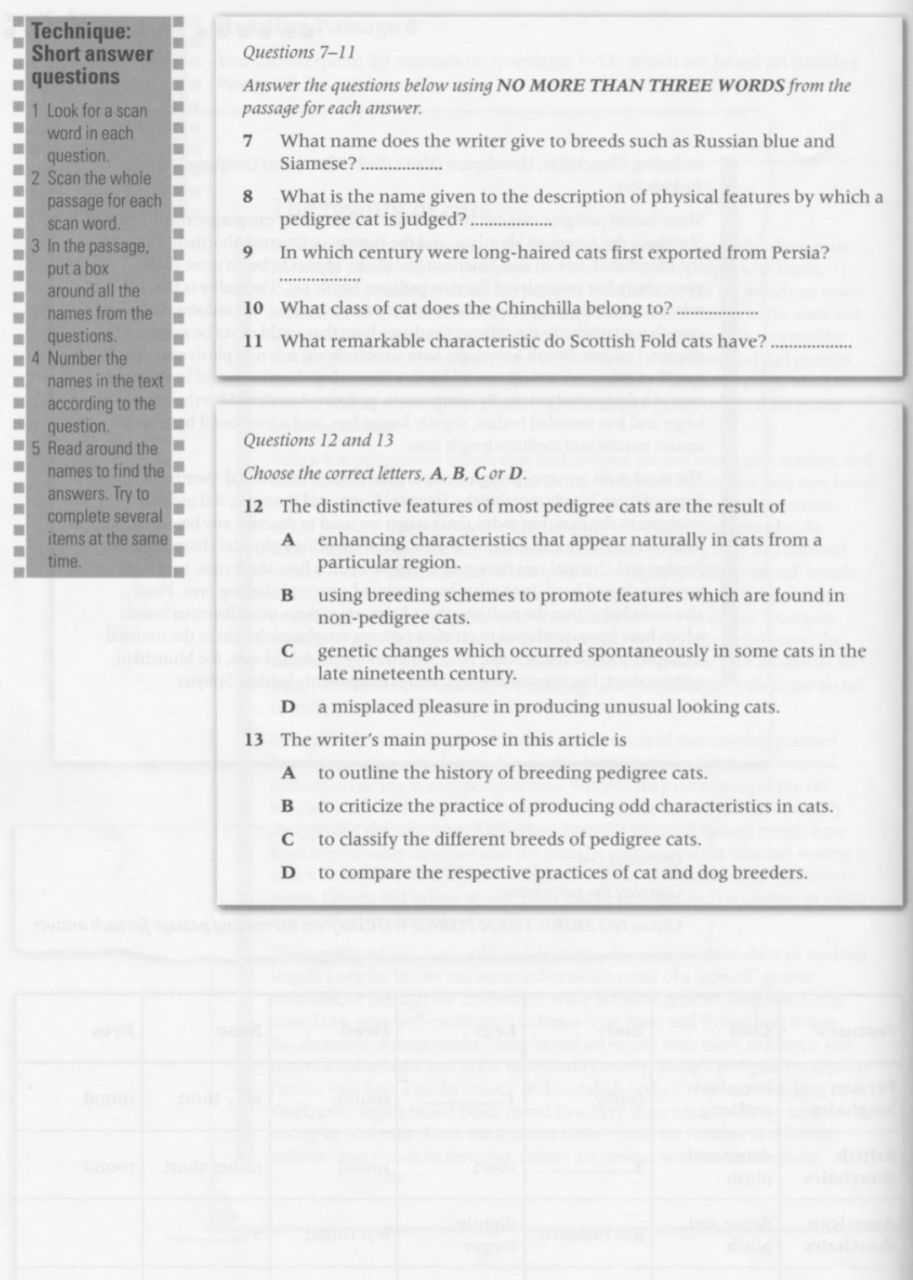 Technique:
Short answer
questions
1 Look for a scan
word in each
question.
2 Scan the whole
passage for each
scan word.
3 In the passage,
put a box
around all the
names from the
questions.
4 Number the
names in the text
according to the
question.
5 Read around the
names to find the
answers. Try to
complete several
items at the same
time.
Questions 7–11
Answer the questions below using NO MORE THAN THREE WORDS from the
passage for each answer.
7 What name does the writer give to breeds such as Russian blue and
Siamese? ..................
8 What is the name given to the description of physical features by which a
pedigree cat is judged? ..................
9 In which century were long-haired cats first exported from Persia?
..................
10 What class of cat does the Chinchilla belong to? ..................
11 What remarkable characteristic do Scottish Fold cats have? ..................
Questions 12 and 13
Choose the correct letters, A, B, C or D.
12 The distinctive features of most pedigree cats are the result of
A enhancing characteristics that appear naturally in cats from a
particular region.
B using breeding schemes to promote features which are found in
non-pedigree cats.
C genetic changes which occurred spontaneously in some cats in the
late nineteenth century.
D a misplaced pleasure in producing unusual looking cats.
13 The writer's main purpose in this article is
A to outline the history of breeding pedigree cats.
B to criticize the practice of producing odd characteristics in cats.
C to classify the different breeds of pedigree cats.
D to compare the respective practices of cat and dog breeders.